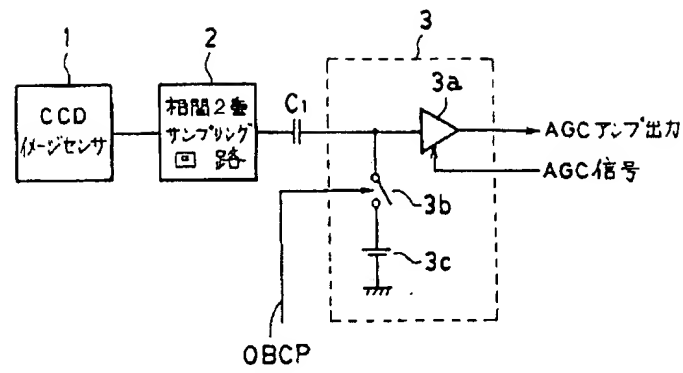 1
2
3
CCD
イメージセンサ
相関2重
サンプリング
回路
C1
3a
AGCアンプ出力
AGC信号
3b
3c
OBCP